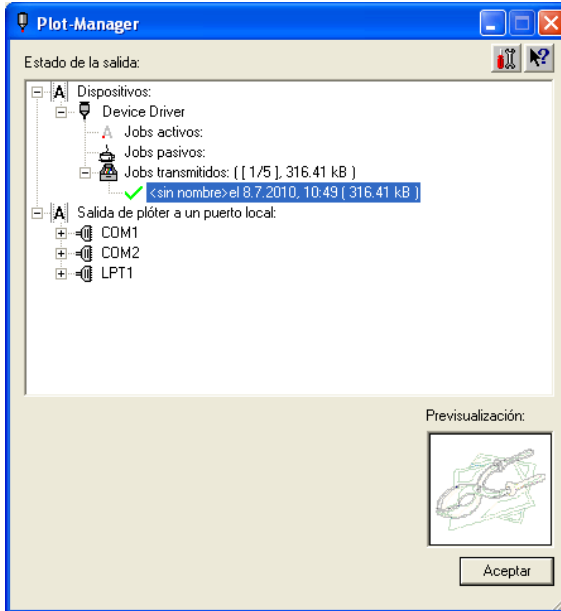 Plot-Manager
Estado de la salida:
Dispositivos:
Device Driver
Jobs activos:
Jobs pasivos:
Jobs transmitidos: ( [ 1/5 ], 316.41 kB )
<sin nombre> el 8.7.2010, 10:49 ( 316.41 kB )
Salida de plóter a un puerto local:
COM1
COM2
LPT1
Previsualización:
Aceptar